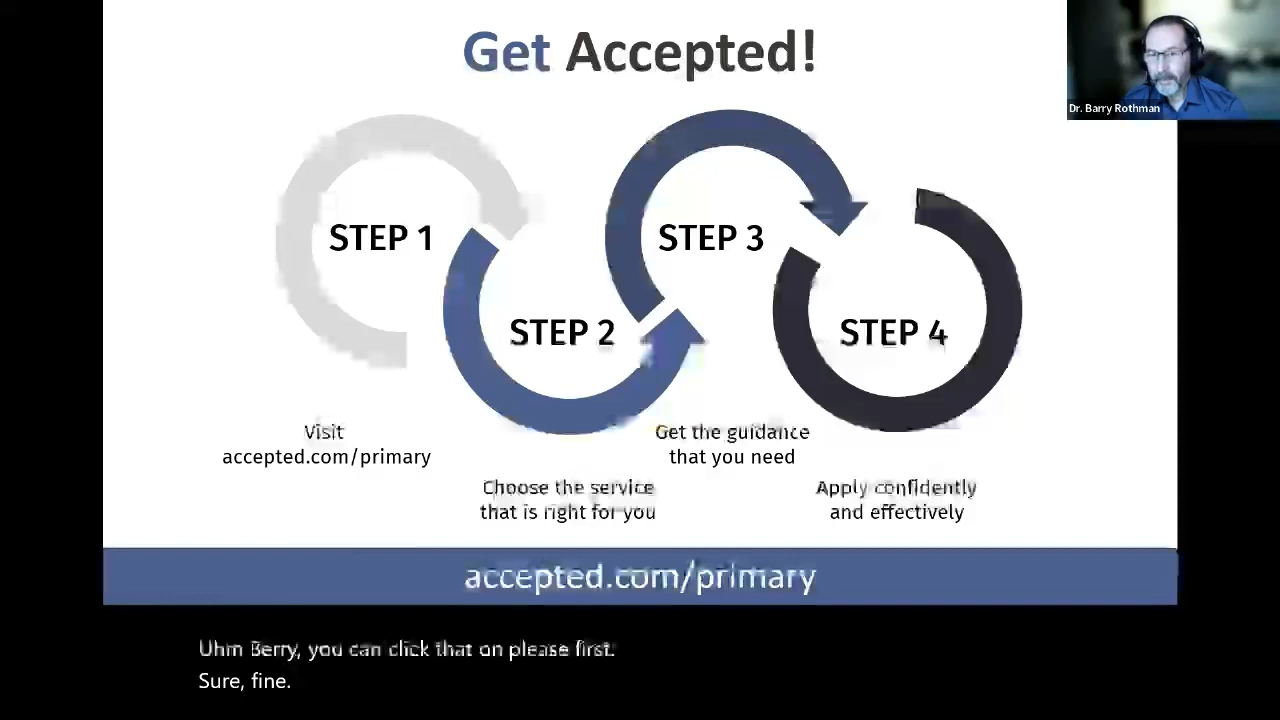 Get Accepted!
Dr. Barry Rothman
STEP 1
STEP 3
STEP 2
STEP 4
Visit
accepted.com/primary
Get the guidance
that you need
Choose the service
that is right for you
Apply confidently
and effectively
accepted.com/primary
Uhm Berry, you can click that on please first.
Sure, fine.